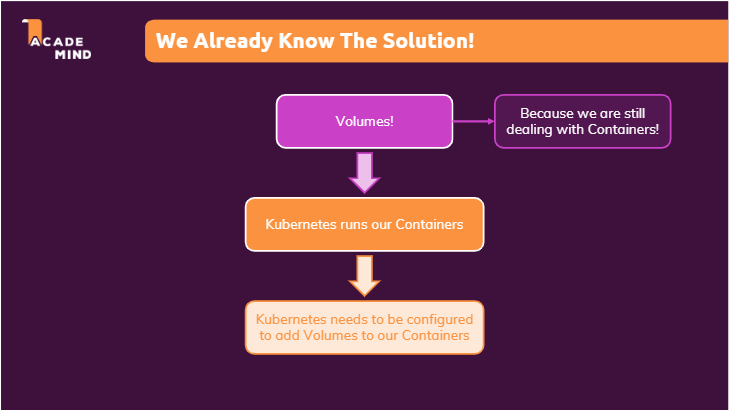 ACADE
MIND
We Already Know The Solution!
Volumes!
Because we are still
dealing with Containers!
Kubernetes runs our Containers
Kubernetes needs to be configured
to add Volumes to our Containers